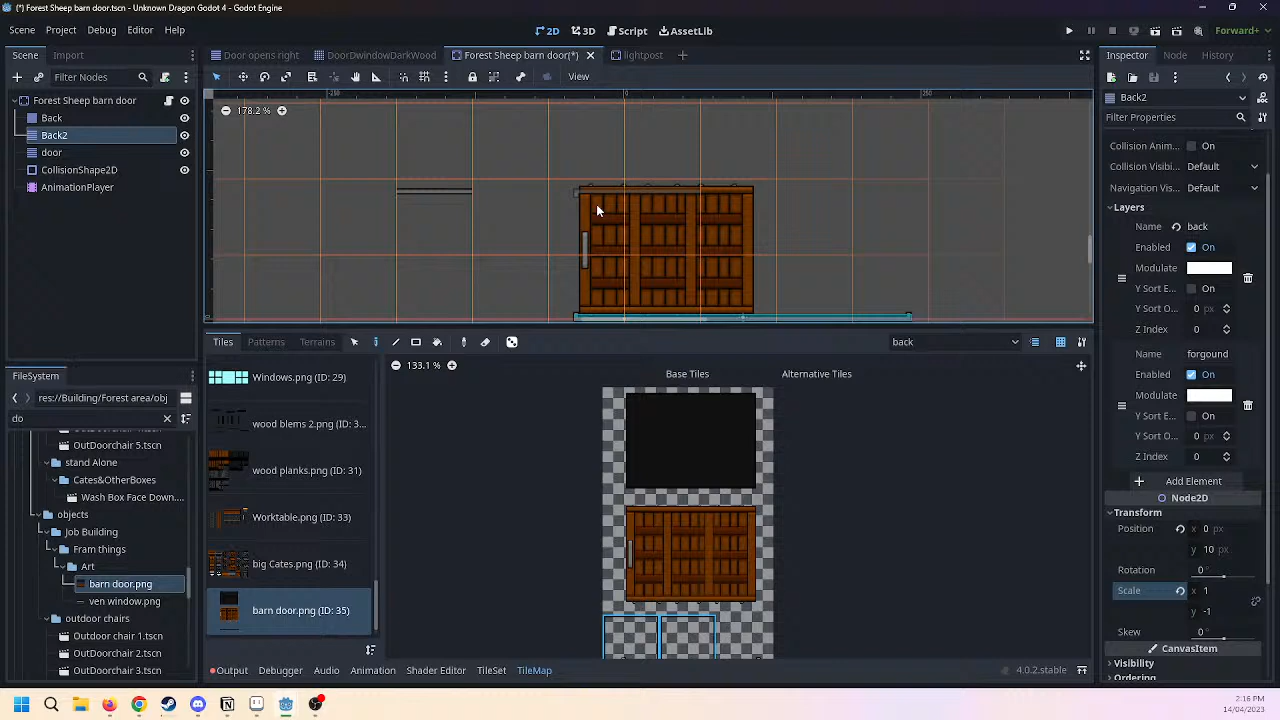 (*) Forest Sheep barn door.tscn - Unknown Dragon Godot 4 - Godot Engine
Scene Project Debug Editor Help
2D 3D Script AssetLib
Forward+
Scene Import
Door opens right DoorDwindowDarkWood Forest Sheep barn door(*) lightpost
Inspector Node History
Filter Nodes
View
Forest Sheep barn door
Back
Back2
door
CollisionShape2D
AnimationPlayer
-250 0 250
178.2 %
Back2
Filter Properties
Collision Anim... On
Collision Visibi... Default
Navigation V... Default
Layers
Name back
Enabled On
Modulate
Y Sort E... On
Y Sort O... 0 px
Z Index 0
Name forgound
Enabled On
Modulate
Y Sort E... On
Y Sort O... 0 px
Z Index 0
Add Element
Node2D
Transform
Position x 0 px
y 10 px
Rotation 0°
Scale x 1
y -1
Skew 0°
CanvasItem
Visibility
Ordering
FileSystem
res://Building/Forest area/obj
do
OutDoorchair 5.tscn
stand Alone
Cates&OtherBoxes
Wash Box Face Down....
objects
Job Building
Fram things
Art
barn door.png
ven window.png
outdoor chairs
Outdoor chair 1.tscn
Outdoor chair 2.tscn
OutDoorchair 3.tscn
Tiles Patterns Terrains
back
133.1 %
Base Tiles Alternative Tiles
Windows.png (ID: 29)
wood blems 2.png (ID: 3...
wood planks.png (ID: 31)
Worktable.png (ID: 33)
big Cates.png (ID: 34)
barn door.png (ID: 35)
Output Debugger Audio Animation Shader Editor TileSet TileMap
4.0.2.stable
2:16 PM
14/04/2023